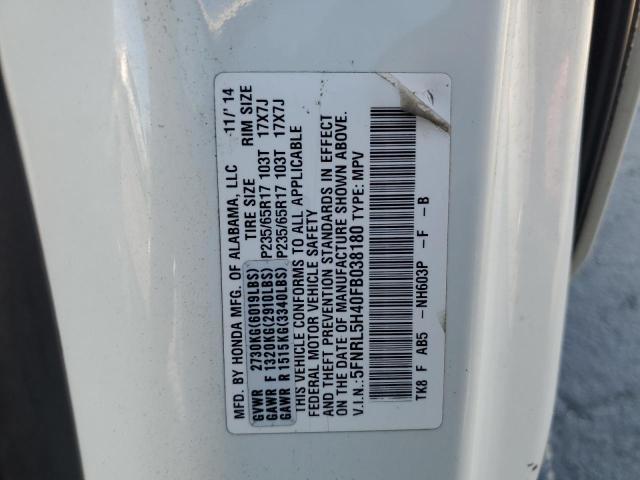 MFD. BY HONDA MFG. OF ALABAMA, LLC 11/'14
TIRE SIZE RIM SIZE
GVWR 2730KG(6019LBS)
GAWR F 1320KG(2910LBS) P235/65R17 103T 17X7J
GAWR R 1515KG(3340LBS) P235/65R17 103T 17X7J
THIS VEHICLE CONFORMS TO ALL APPLICABLE
FEDERAL MOTOR VEHICLE SAFETY
AND THEFT PREVENTION STANDARDS IN EFFECT
ON THE DATE OF MANUFACTURE SHOWN ABOVE.
V.I.N.: 5FNRL5H40FB038180 TYPE: MPV
TK8 F AB5 -NH603P -F -B